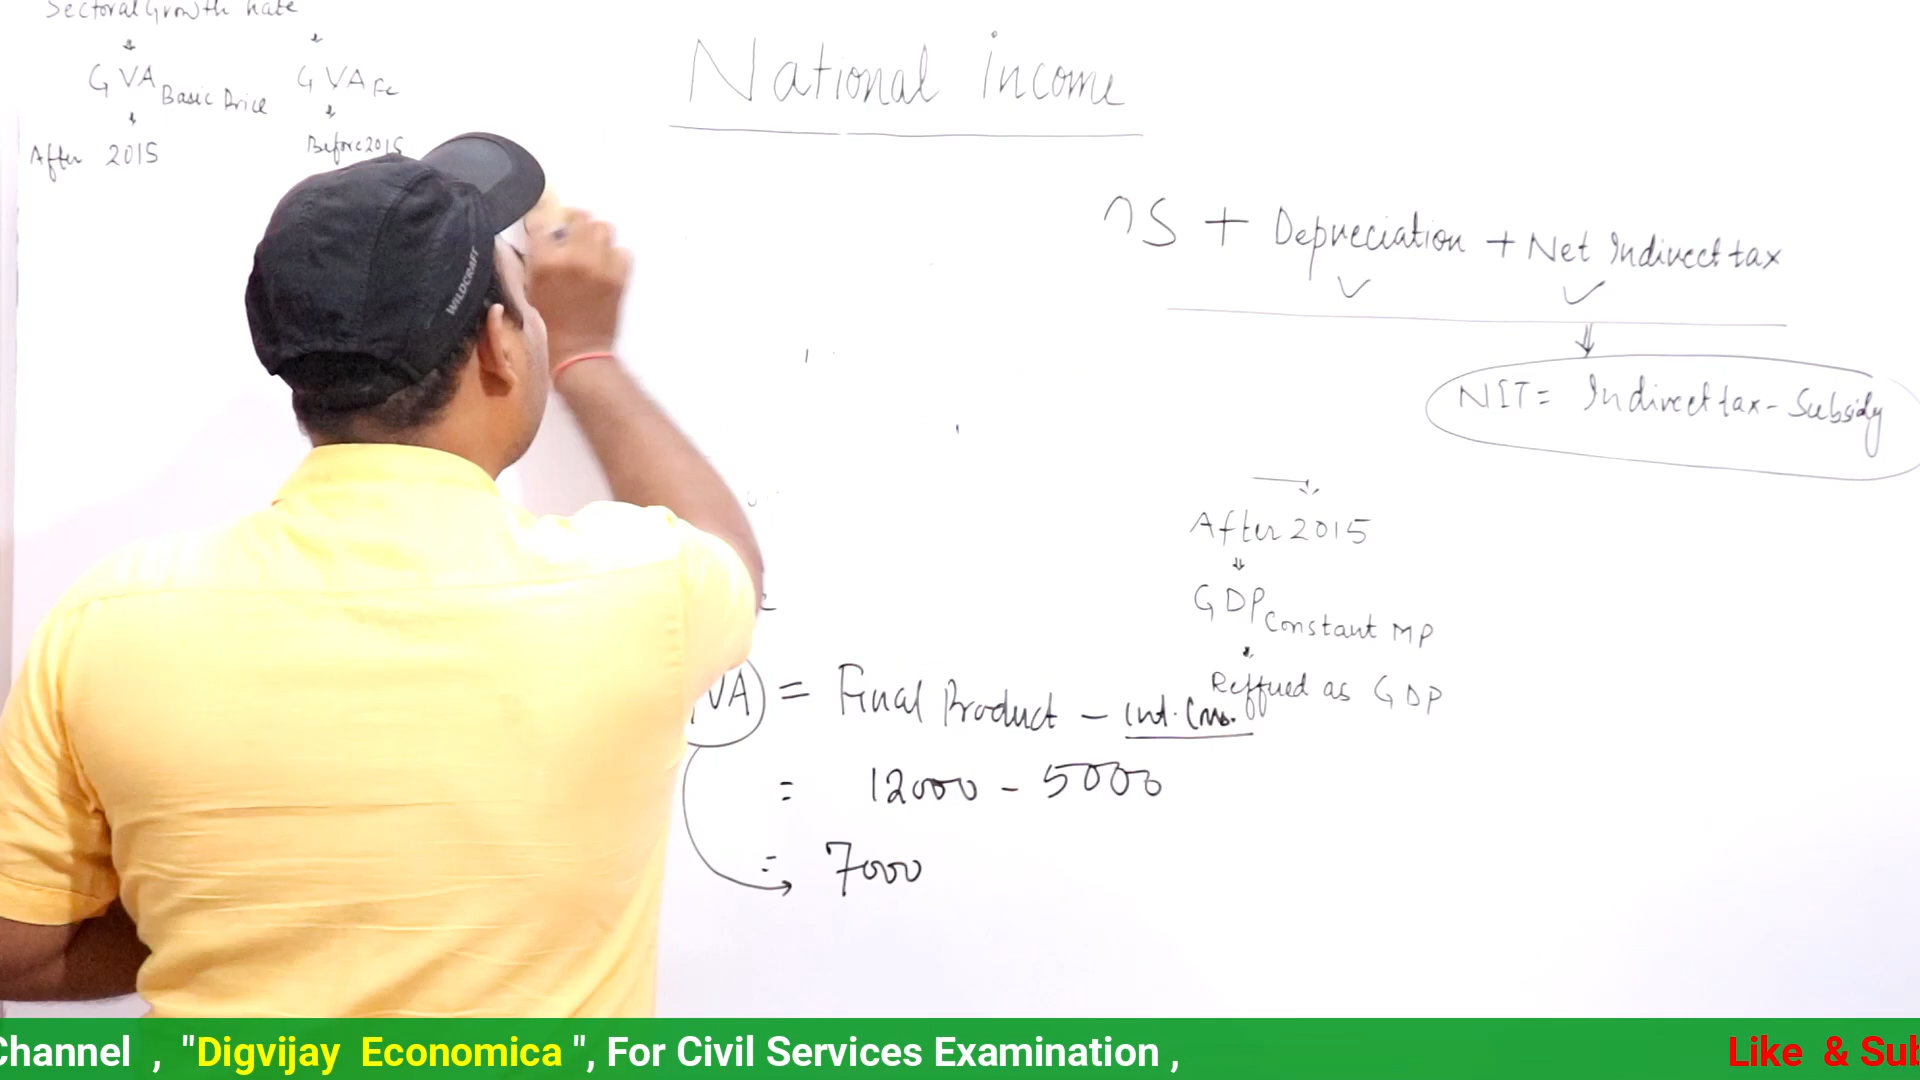 Sectoral Growth Rate
GVA Basic Price
GVA Fc
After 2015
Before 2015
National Income
S + Depreciation + Net Indirect tax
NIT = Indirect tax - Subsidy
After 2015
GDP Constant MP
Reffued as GDP
VA = Final Product - Int. Cons.
= 12000 - 5000
= 7000
WILDCRAFT
Channel , "Digvijay Economica ", For Civil Services Examination , Like & Sub